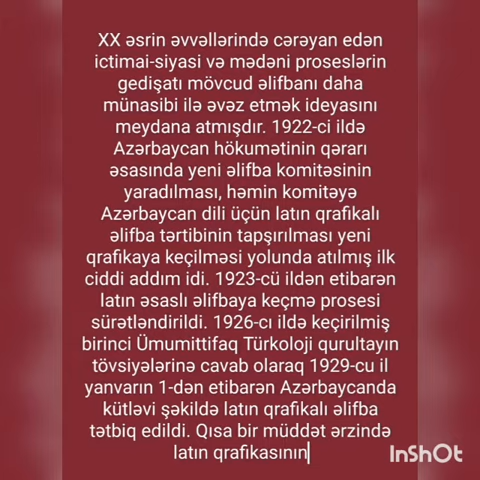 XX əsrin əvvəllərində cərəyan edən
ictimai-siyasi və mədəni proseslərin
gedişatı mövcud əlifbanı daha
münasibi ilə əvəz etmək ideyasını
meydana atmışdır. 1922-ci ildə
Azərbaycan hökumətinin qərarı
əsasında yeni əlifba komitəsinin
yaradılması, həmin komitəyə
Azərbaycan dili üçün latın qrafikalı
əlifba tərtibinin tapşırılması yeni
qrafikaya keçilməsi yolunda atılmış ilk
ciddi addım idi. 1923-cü ildən etibarən
latın əsaslı əlifbaya keçmə prosesi
sürətləndirildi. 1926-cı ildə keçirilmiş
birinci Ümumittifaq Türkoloji qurultayın
tövsiyələrinə cavab olaraq 1929-cu il
yanvarın 1-dən etibarən Azərbaycanda
kütləvi şəkildə latın qrafikalı əlifba
tətbiq edildi. Qısa bir müddət ərzində
latın qrafikasının
InShOt